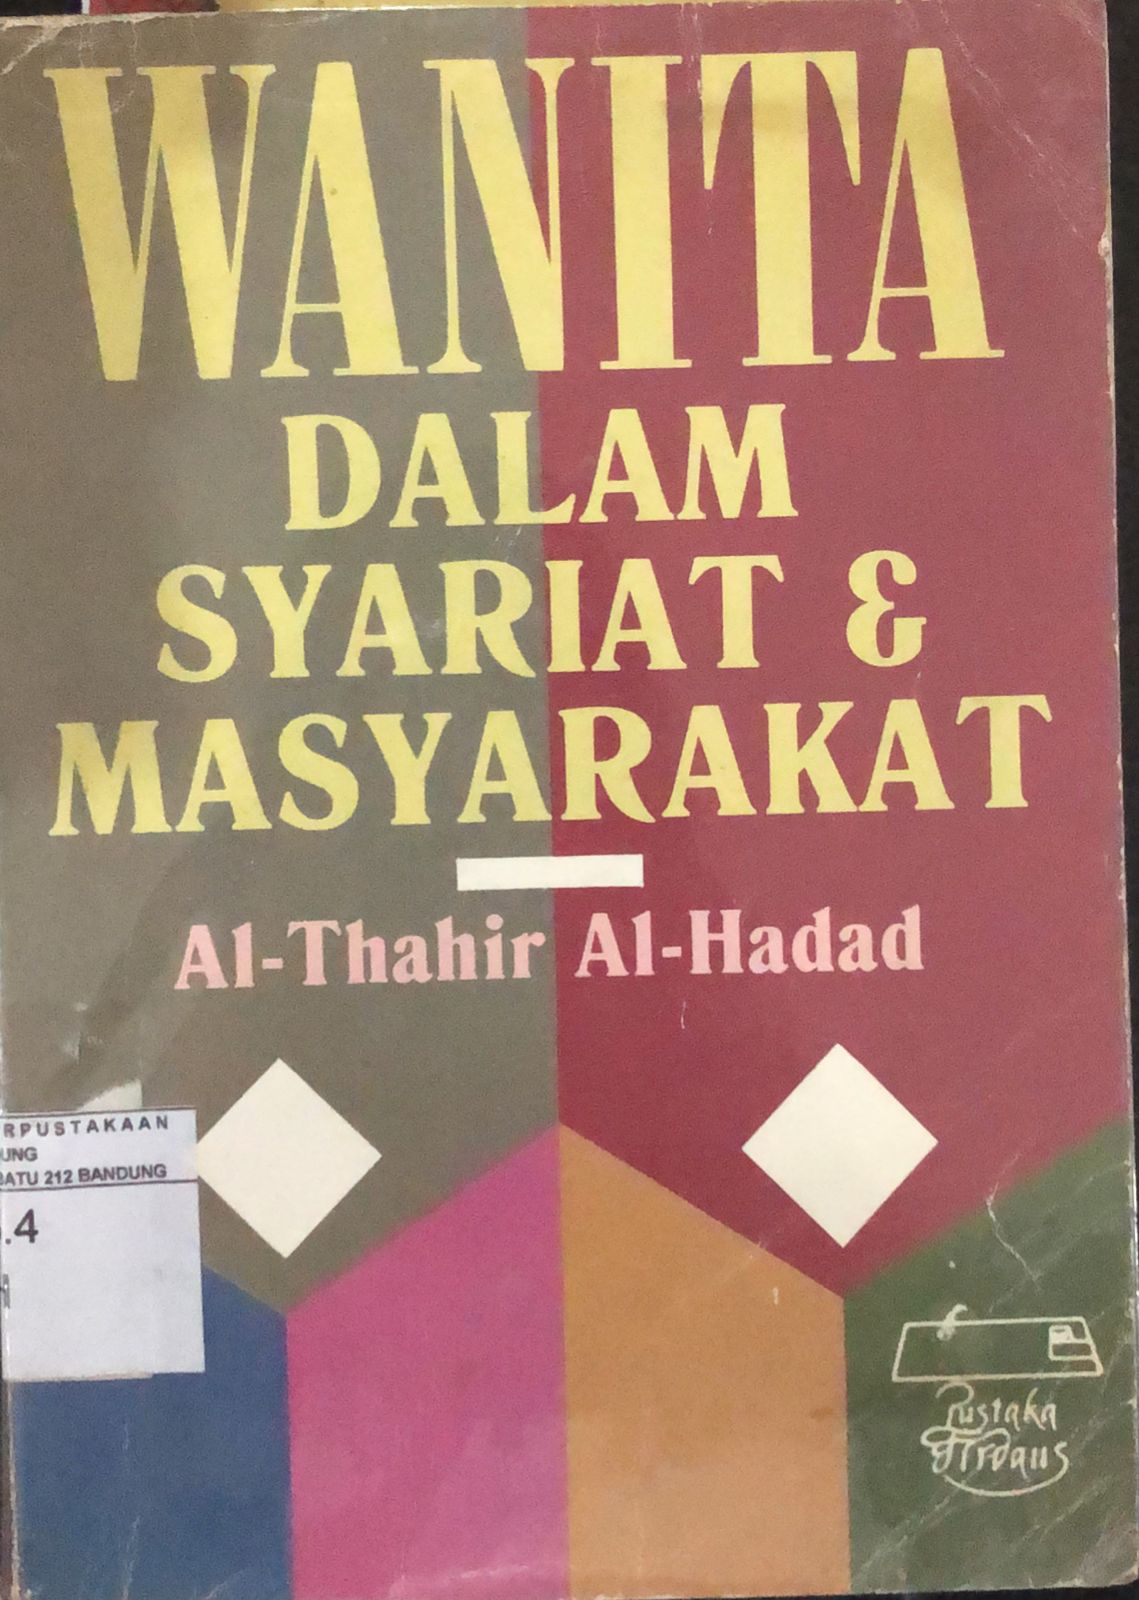 WANITA
DALAM
SYARIAT &
MASYARAKAT
Al-Thahir Al-Hadad
RPUSTAKAAN
UNG
BATU 212 BANDUNG
.4
Pustaka
Firdaus